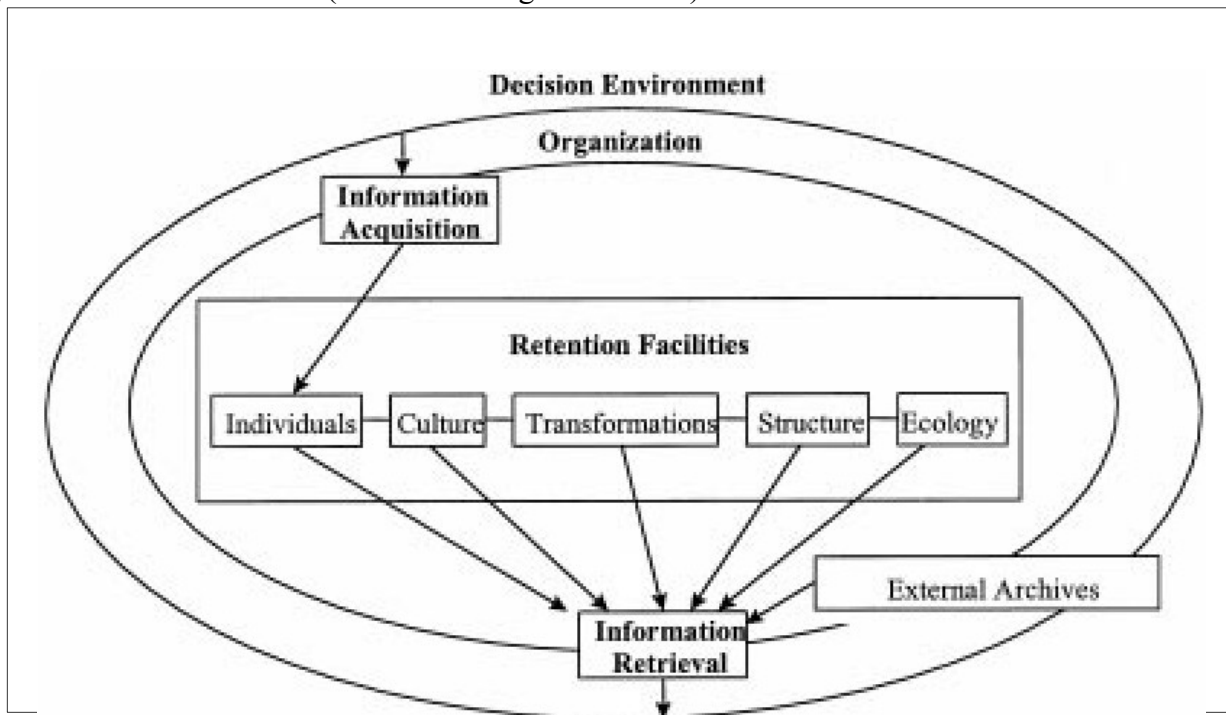 Decision Environment
Organization
Information
Acquisition
Retention Facilities
Individuals
Culture
Transformations
Structure
Ecology
External Archives
Information
Retrieval